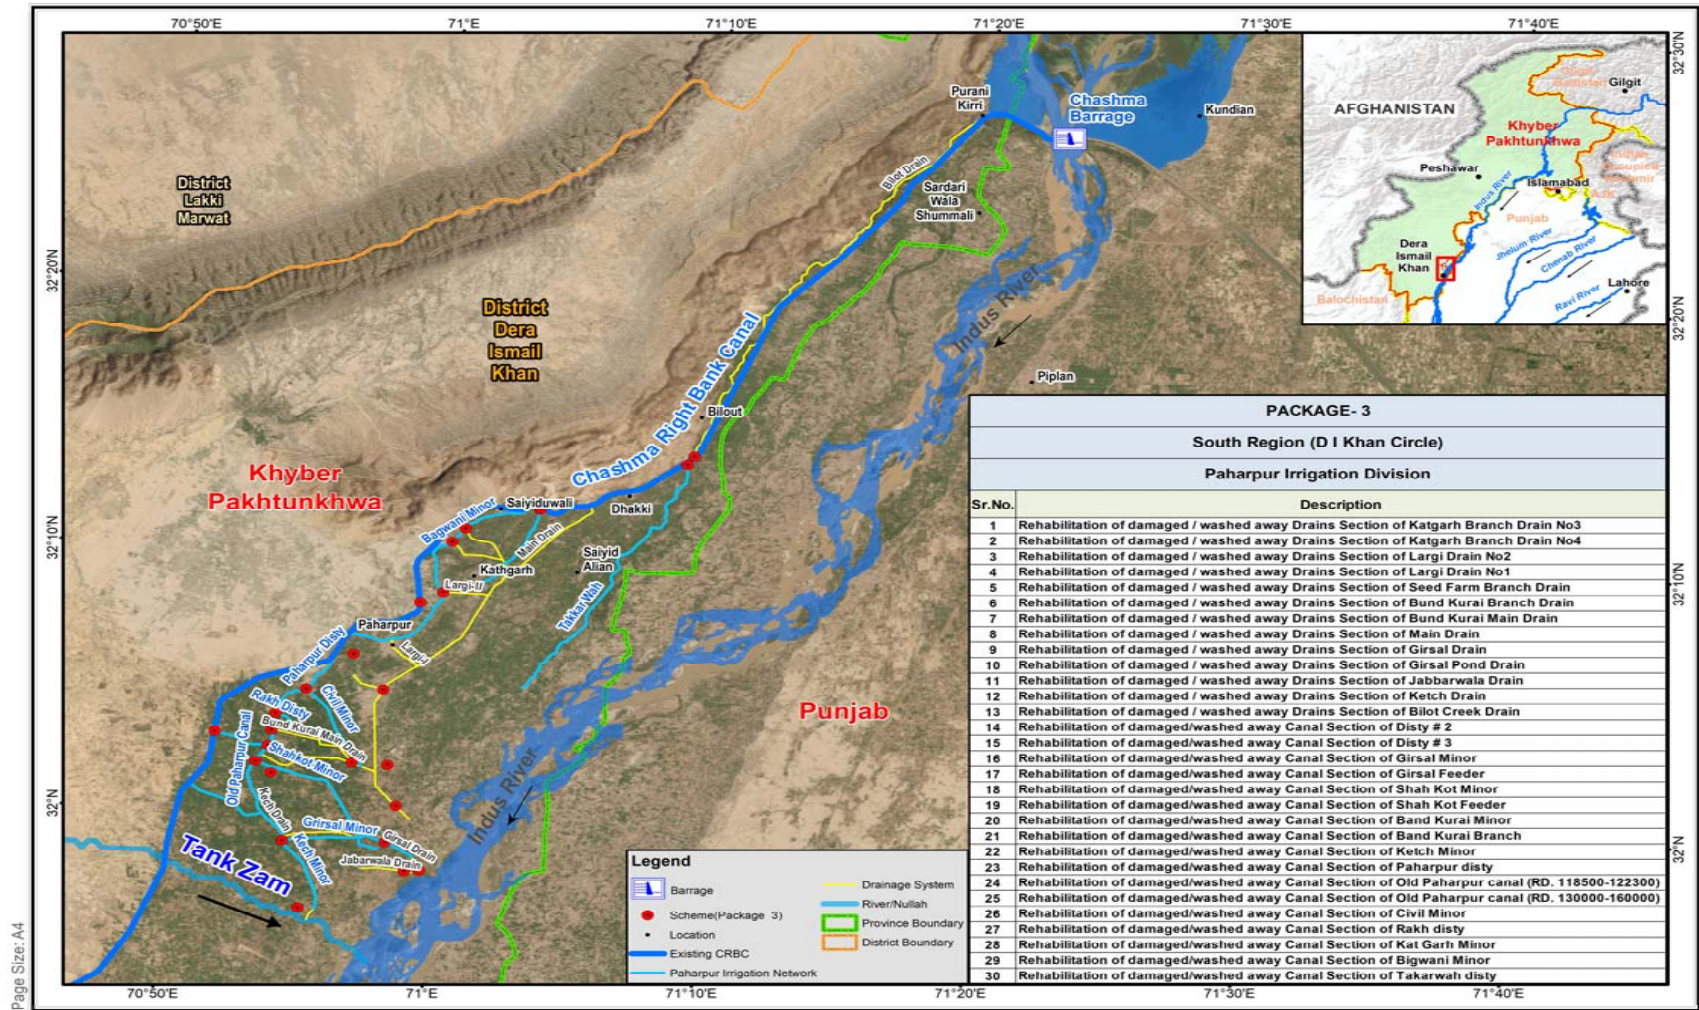 70°50'E
71°E
71°10'E
71°20'E
71°30'E
71°40'E
32°30'N
32°20'N
32°20'N
32°10'N
32°10'N
32°N
32°N
Purani
Kirri
Chashma
Barrage
Kundian
Bilot Drain
Sardari
Wala
Shummali
District
Lakki
Marwat
District
Dera
Ismail
Khan
Indus River
Piplan
Chashma Right Bank Canal
Bilout
Khyber
Pakhtunkhwa
Bagwani Minor
Saiyiduwali
Dhakki
Main Drain
Saiyid
Alian
Kathgarh
Largi-II
Takkar Wah
Paharpur
Largi-I
Paharpur Disty
Civil Minor
Rakh Disty
Bund Kurai Main Drain
Old Paharpur Canal
Shahkot Minor
Punjab
Kech Drain
Indus River
Grirsal Minor
Girsal Drain
Kech Minor
Jabarwala Drain
Tank Zam
AFGHANISTAN
Gilgit
Baltistan
Gilgit
Khyber
Pakhtunkhwa
Peshawar
Indus River
Islamabad
Indian
Occupied
Kashmir
AJK
Punjab
Dera
Ismail
Khan
Jhelum River
Chenab River
Balochistan
Ravi River
Lahore
PACKAGE- 3
South Region (D I Khan Circle)
Paharpur Irrigation Division
Sr.No. Description
1 Rehabilitation of damaged / washed away Drains Section of Katgarh Branch Drain No3
2 Rehabilitation of damaged / washed away Drains Section of Katgarh Branch Drain No4
3 Rehabilitation of damaged / washed away Drains Section of Largi Drain No2
4 Rehabilitation of damaged / washed away Drains Section of Largi Drain No1
5 Rehabilitation of damaged / washed away Drains Section of Seed Farm Branch Drain
6 Rehabilitation of damaged / washed away Drains Section of Bund Kurai Branch Drain
7 Rehabilitation of damaged / washed away Drains Section of Bund Kurai Main Drain
8 Rehabilitation of damaged / washed away Drains Section of Main Drain
9 Rehabilitation of damaged / washed away Drains Section of Girsal Drain
10 Rehabilitation of damaged / washed away Drains Section of Girsal Pond Drain
11 Rehabilitation of damaged / washed away Drains Section of Jabbarwala Drain
12 Rehabilitation of damaged / washed away Drains Section of Ketch Drain
13 Rehabilitation of damaged / washed away Drains Section of Bilot Creek Drain
14 Rehabilitation of damaged/washed away Canal Section of Disty # 2
15 Rehabilitation of damaged/washed away Canal Section of Disty # 3
16 Rehabilitation of damaged/washed away Canal Section of Girsal Minor
17 Rehabilitation of damaged/washed away Canal Section of Girsal Feeder
18 Rehabilitation of damaged/washed away Canal Section of Shah Kot Minor
19 Rehabilitation of damaged/washed away Canal Section of Shah Kot Feeder
20 Rehabilitation of damaged/washed away Canal Section of Band Kurai Minor
21 Rehabilitation of damaged/washed away Canal Section of Band Kurai Branch
22 Rehabilitation of damaged/washed away Canal Section of Ketch Minor
23 Rehabilitation of damaged/washed away Canal Section of Paharpur disty
24 Rehabilitation of damaged/washed away Canal Section of Old Paharpur canal (RD. 118500-122300)
25 Rehabilitation of damaged/washed away Canal Section of Old Paharpur canal (RD. 130000-160000)
26 Rehabilitation of damaged/washed away Canal Section of Civil Minor
27 Rehabilitation of damaged/washed away Canal Section of Rakh disty
28 Rehabilitation of damaged/washed away Canal Section of Kat Garh Minor
29 Rehabilitation of damaged/washed away Canal Section of Bigwani Minor
30 Rehabilitation of damaged/washed away Canal Section of Takarwah disty
Legend
Barrage
Scheme(Package 3)
Location
Existing CRBC
Paharpur Irrigation Network
Drainage System
River/Nullah
Province Boundary
District Boundary
70°50'E
71°E
71°10'E
71°20'E
71°30'E
71°40'E
Page Size: A4